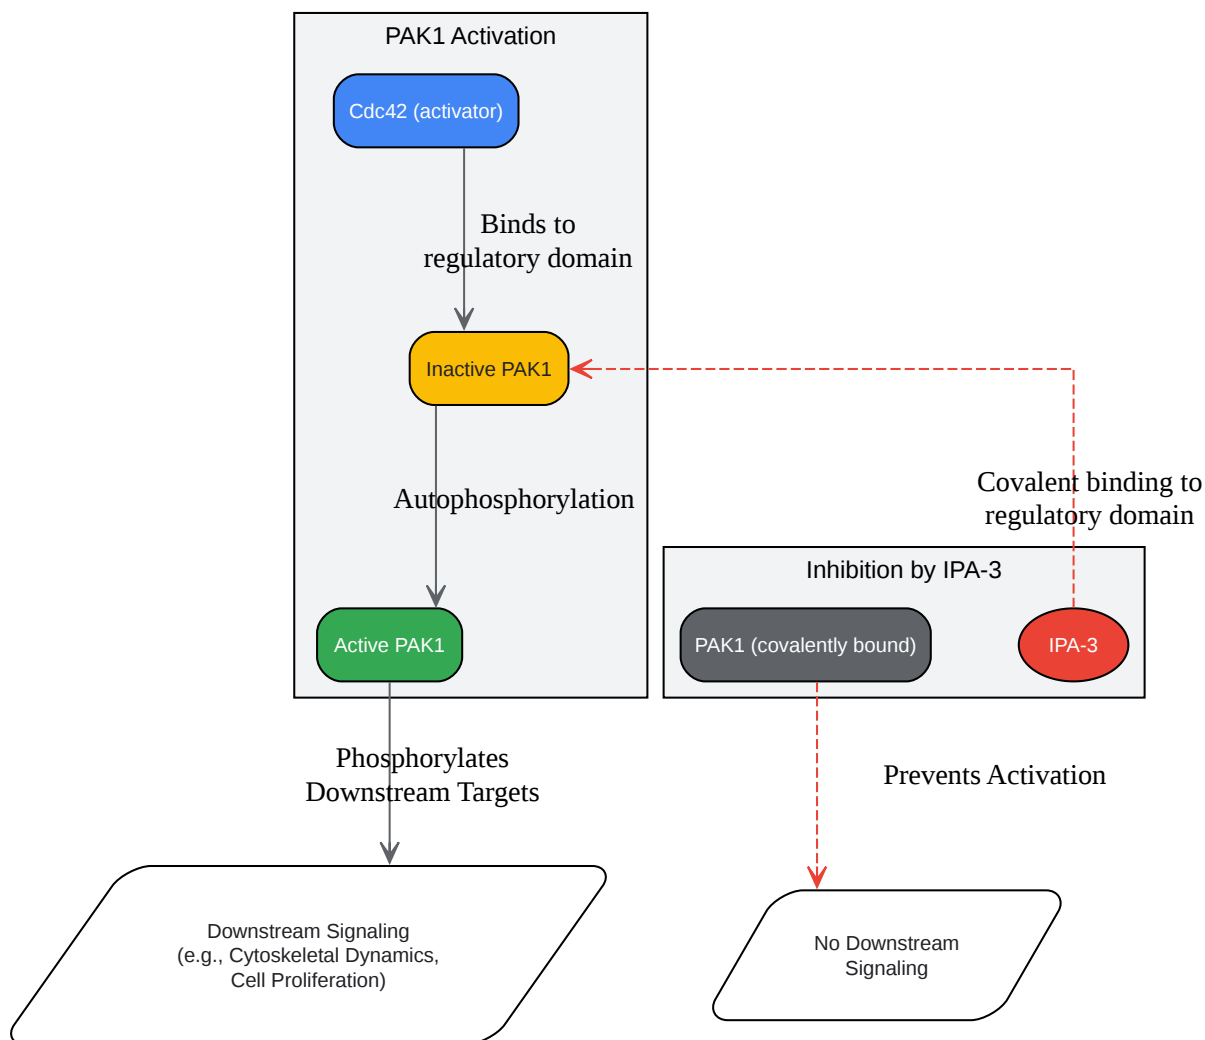 PAK1 Activation
Cdc42 (activator)
Binds to
regulatory domain
Inactive PAK1
Autophosphorylation
Active PAK1
Phosphorylates
Downstream Targets
Downstream Signaling
(e.g., Cytoskeletal Dynamics,
Cell Proliferation)
Covalent binding to
regulatory domain
Inhibition by IPA-3
PAK1 (covalently bound)
IPA-3
Prevents Activation
No Downstream
Signaling